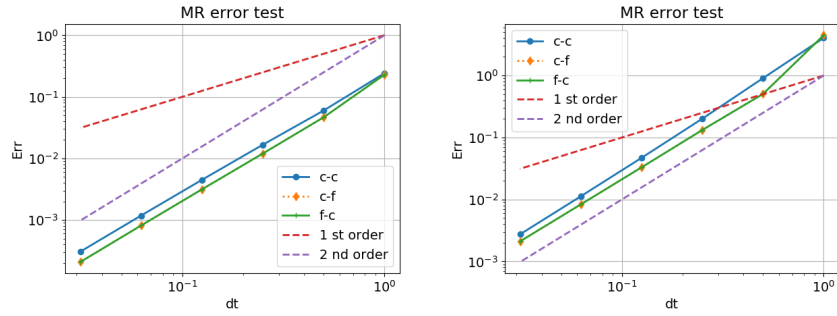 MR error test
Err
10⁰
10⁻¹
10⁻²
10⁻³
c-c
c-f
f-c
1 st order
2 nd order
10⁻¹
10⁰
dt
MR error test
Err
10⁰
10⁻¹
10⁻²
10⁻³
c-c
c-f
f-c
1 st order
2 nd order
10⁻¹
10⁰
dt